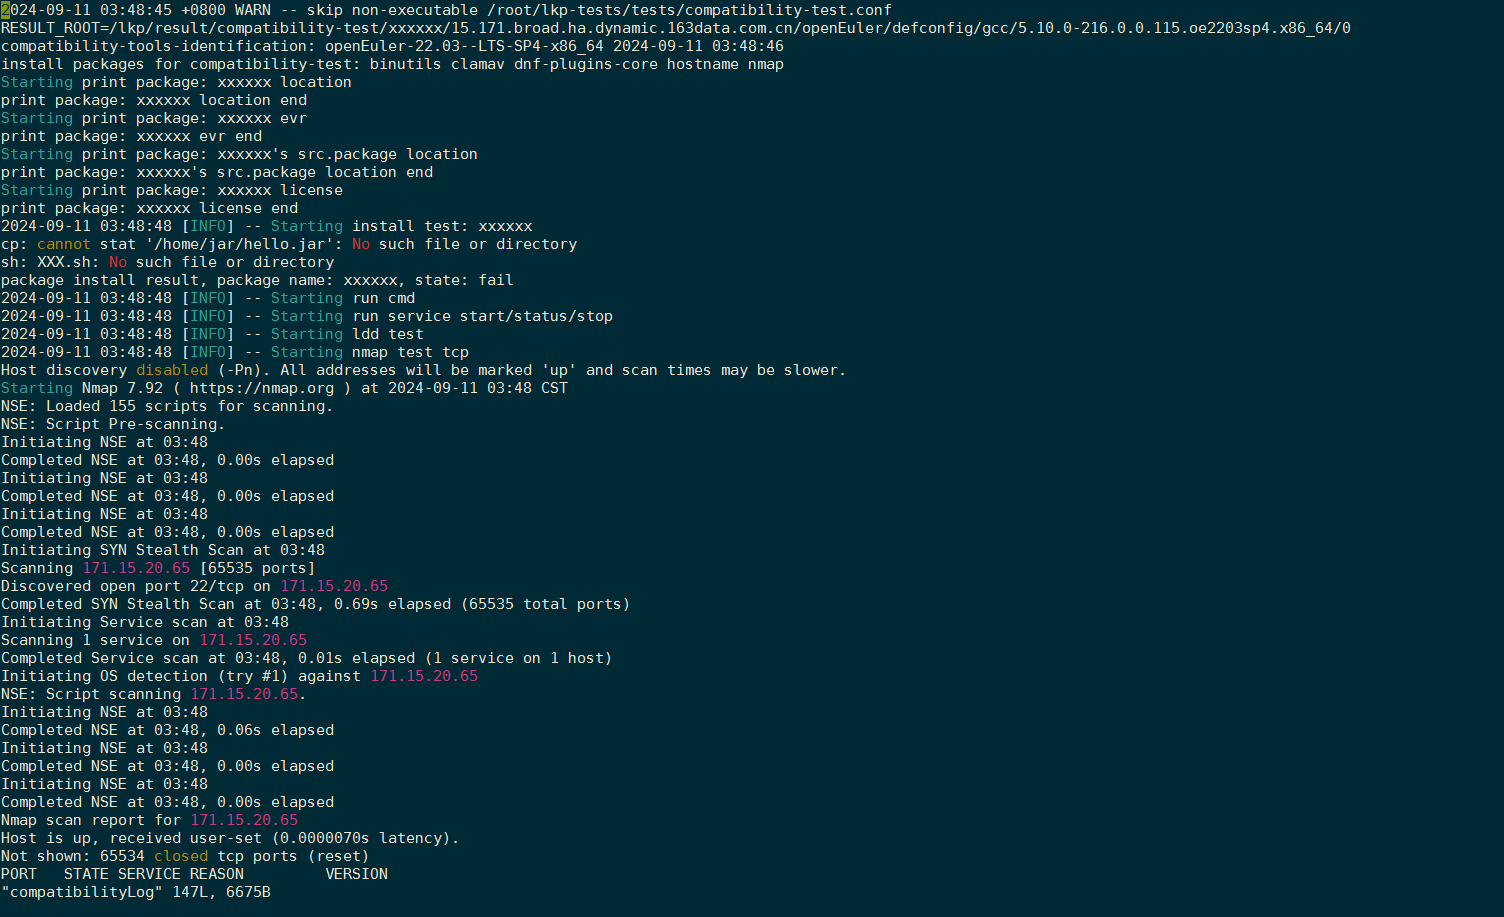 2024-09-11 03:48:45 +0800 WARN -- skip non-executable /root/lkp-tests/tests/compatibility-test.conf
RESULT_ROOT=/lkp/result/compatibility-test/xxxxxx/15.171.broad.ha.dynamic.163data.com.cn/openEuler/defconfig/gcc/5.10.0-216.0.0.115.oe2203sp4.x86_64/0
compatibility-tools-identification: openEuler-22.03--LTS-SP4-x86_64 2024-09-11 03:48:46
install packages for compatibility-test: binutils clamav dnf-plugins-core hostname nmap
Starting print package: xxxxxx location
print package: xxxxxx location end
Starting print package: xxxxxx evr
print package: xxxxxx evr end
Starting print package: xxxxxx's src.package location
print package: xxxxxx's src.package location end
Starting print package: xxxxxx license
print package: xxxxxx license end
2024-09-11 03:48:48 [INFO] -- Starting install test: xxxxxx
cp: cannot stat '/home/jar/hello.jar': No such file or directory
sh: XXX.sh: No such file or directory
package install result, package name: xxxxxx, state: fail
2024-09-11 03:48:48 [INFO] -- Starting run cmd
2024-09-11 03:48:48 [INFO] -- Starting run service start/status/stop
2024-09-11 03:48:48 [INFO] -- Starting ldd test
2024-09-11 03:48:48 [INFO] -- Starting nmap test tcp
Host discovery disabled (-Pn). All addresses will be marked 'up' and scan times may be slower.
Starting Nmap 7.92 ( https://nmap.org ) at 2024-09-11 03:48 CST
NSE: Loaded 155 scripts for scanning.
NSE: Script Pre-scanning.
Initiating NSE at 03:48
Completed NSE at 03:48, 0.00s elapsed
Initiating NSE at 03:48
Completed NSE at 03:48, 0.00s elapsed
Initiating NSE at 03:48
Completed NSE at 03:48, 0.00s elapsed
Initiating SYN Stealth Scan at 03:48
Scanning 171.15.20.65 [65535 ports]
Discovered open port 22/tcp on 171.15.20.65
Completed SYN Stealth Scan at 03:48, 0.69s elapsed (65535 total ports)
Initiating Service scan at 03:48
Scanning 1 service on 171.15.20.65
Completed Service scan at 03:48, 0.01s elapsed (1 service on 1 host)
Initiating OS detection (try #1) against 171.15.20.65
NSE: Script scanning 171.15.20.65.
Initiating NSE at 03:48
Completed NSE at 03:48, 0.06s elapsed
Initiating NSE at 03:48
Completed NSE at 03:48, 0.00s elapsed
Initiating NSE at 03:48
Completed NSE at 03:48, 0.00s elapsed
Nmap scan report for 171.15.20.65
Host is up, received user-set (0.0000070s latency).
Not shown: 65534 closed tcp ports (reset)
PORT   STATE SERVICE REASON         VERSION
"compatibilityLog" 147L, 6675B